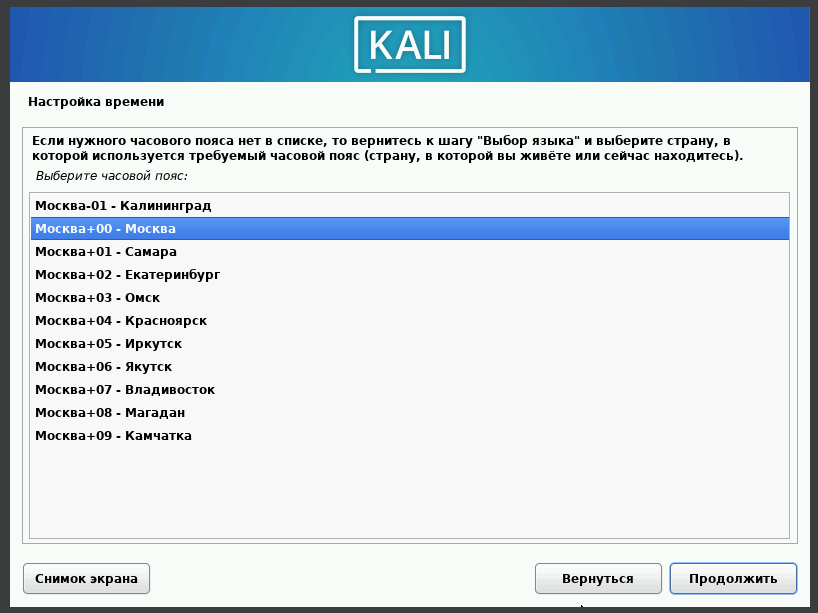 KALI
Настройка времени
Если нужного часового пояса нет в списке, то вернитесь к шагу "Выбор языка" и выберите страну, в
которой используется требуемый часовой пояс (страну, в которой вы живёте или сейчас находитесь).
Выберите часовой пояс:
Москва-01 - Калининград
Москва+00 - Москва
Москва+01 - Самара
Москва+02 - Екатеринбург
Москва+03 - Омск
Москва+04 - Красноярск
Москва+05 - Иркутск
Москва+06 - Якутск
Москва+07 - Владивосток
Москва+08 - Магадан
Москва+09 - Камчатка
Снимок экрана Вернуться Продолжить